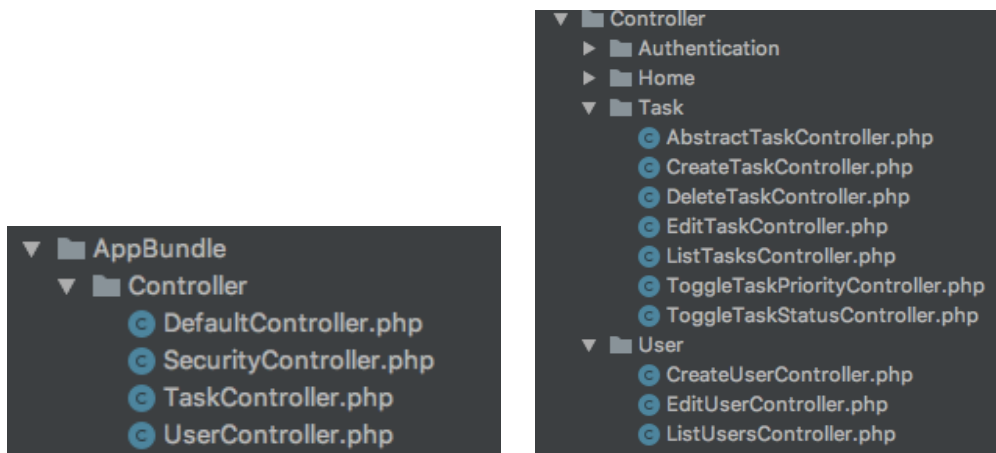 AppBundle
Controller
DefaultController.php
SecurityController.php
TaskController.php
UserController.php
Controller
Authentication
Home
Task
AbstractTaskController.php
CreateTaskController.php
DeleteTaskController.php
EditTaskController.php
ListTasksController.php
ToggleTaskPriorityController.php
ToggleTaskStatusController.php
User
CreateUserController.php
EditUserController.php
ListUsersController.php